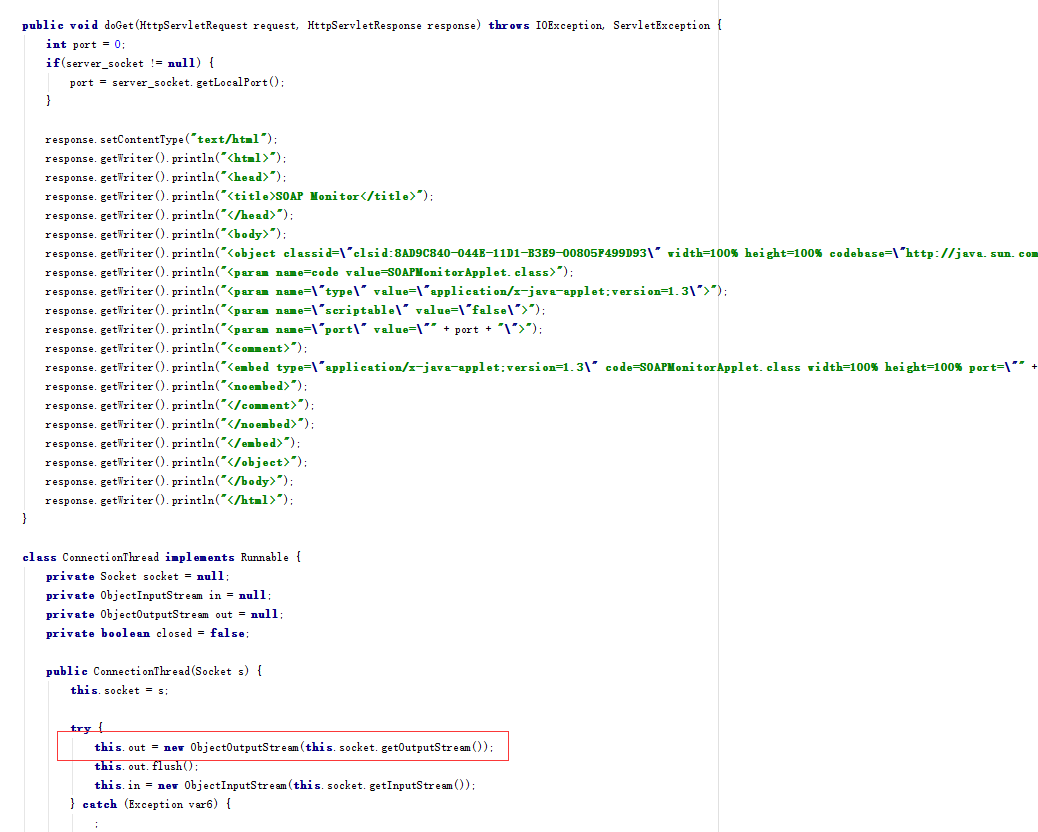 public void doGet(HttpServletRequest request, HttpServletResponse response) throws IOException, ServletException {
int port = 0;
if(server_socket != null) {
port = server_socket.getLocalPort();
}
response.setContentType("text/html");
response.getWriter().println("<html>");
response.getWriter().println("<head>");
response.getWriter().println("<title>SOAP Monitor</title>");
response.getWriter().println("</head>");
response.getWriter().println("<body>");
response.getWriter().println("<object classid=\"clsid:8AD9C840-044E-11D1-B3E9-00805F499D93\" width=100% height=100% codebase=\"http://java.sun.com
response.getWriter().println("<param name=code value=SOAPMonitorApplet.class>");
response.getWriter().println("<param name=\"type\" value=\"application/x-java-applet;version=1.3\">");
response.getWriter().println("<param name=\"scriptable\" value=\"false\">");
response.getWriter().println("<param name=\"port\" value=\"" + port + "\">");
response.getWriter().println("<comment>");
response.getWriter().println("<embed type=\"application/x-java-applet;version=1.3\" code=SOAPMonitorApplet.class width=100% height=100% port=\"" +
response.getWriter().println("<noembed>");
response.getWriter().println("</comment>");
response.getWriter().println("</noembed>");
response.getWriter().println("</embed>");
response.getWriter().println("</object>");
response.getWriter().println("</body>");
response.getWriter().println("</html>");
}
class ConnectionThread implements Runnable {
private Socket socket = null;
private ObjectInputStream in = null;
private ObjectOutputStream out = null;
private boolean closed = false;
public ConnectionThread(Socket s) {
this.socket = s;
try {
this.out = new ObjectOutputStream(this.socket.getOutputStream());
this.out.flush();
this.in = new ObjectInputStream(this.socket.getInputStream());
} catch (Exception var6) {
;